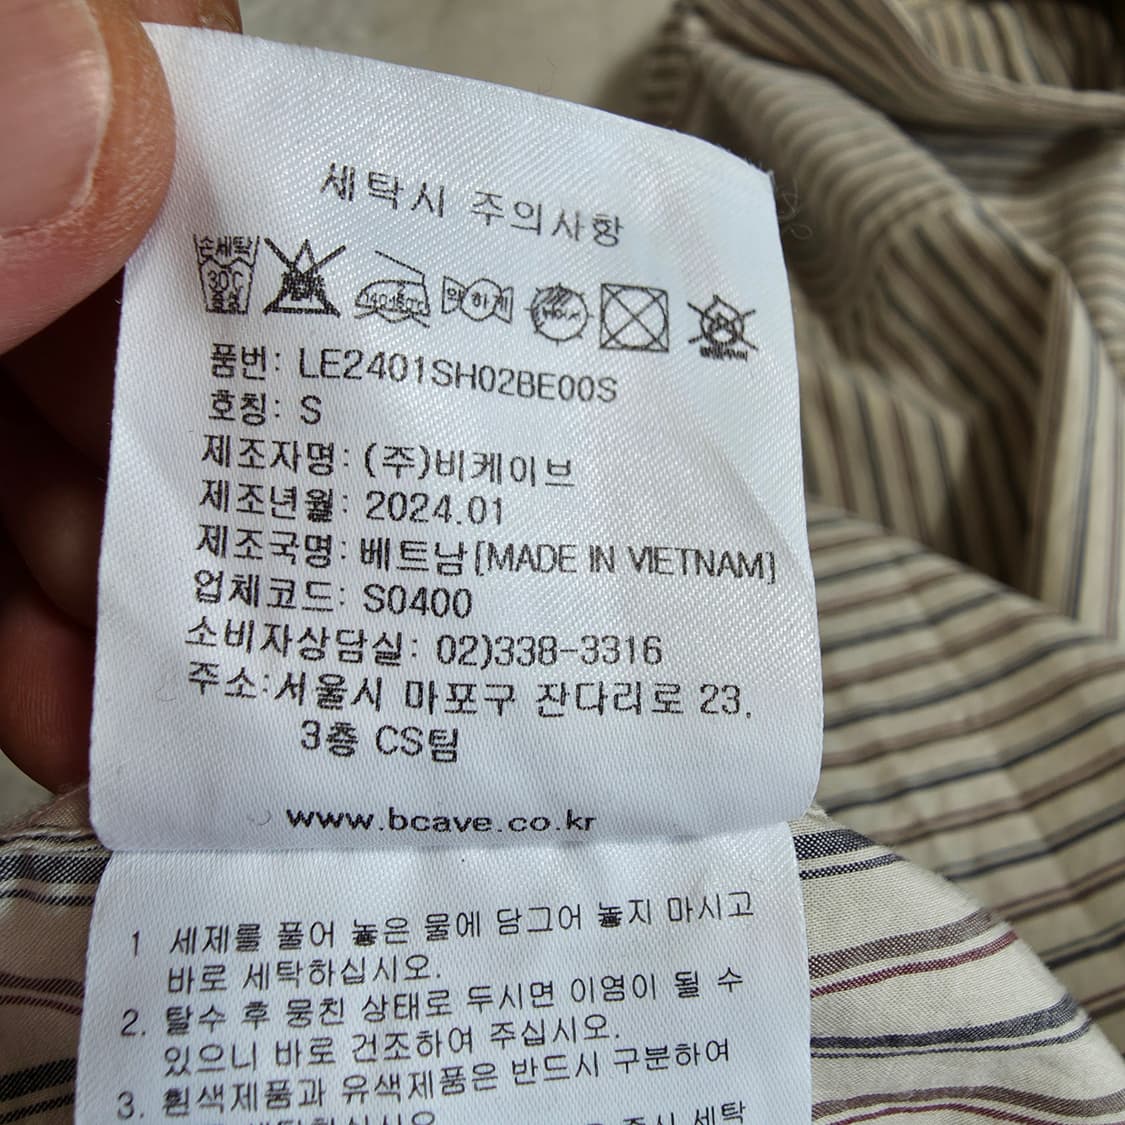 세탁시 주의사항
손세탁
30℃
중성
약하게
품번: LE2401SH02BE00S
호칭: S
제조자명: (주)비케이브
제조년월: 2024.01
제조국명: 베트남[MADE IN VIETNAM]
업체코드: S0400
소비자상담실: 02)338-3316
주소:서울시 마포구 잔다리로 23,
3층 CS팀
www.bcave.co.kr
1 세제를 풀어 놓은 물에 담그어 놓지 마시고
바로 세탁하십시오.
2. 탈수 후 뭉친 상태로 두시면 이염이 될 수
있으니 바로 건조하여 주십시오.
3. 흰색제품과 유색제품은 반드시 구분하여